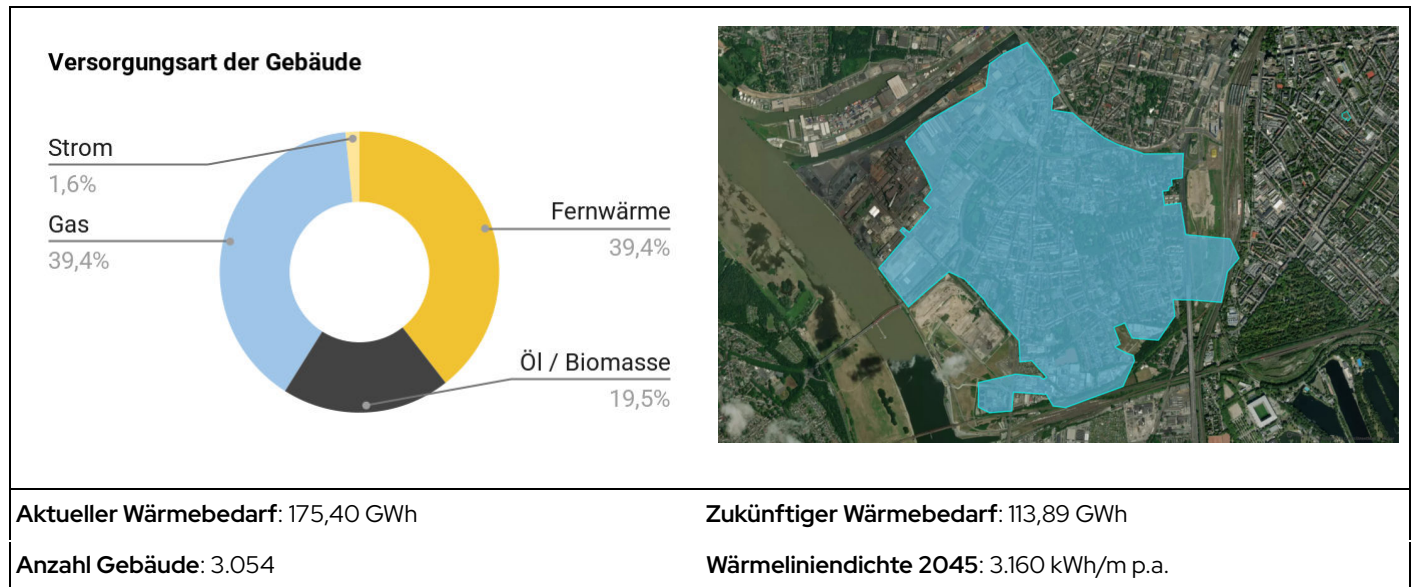 Versorgungsart der Gebäude
Strom
1,6%
Gas
39,4%
Fernwärme
39,4%
Öl / Biomasse
19,5%
Aktueller Wärmebedarf: 175,40 GWh
Zukünftiger Wärmebedarf: 113,89 GWh
Anzahl Gebäude: 3.054
Wärmeliniendichte 2045: 3.160 kWh/m p.a.